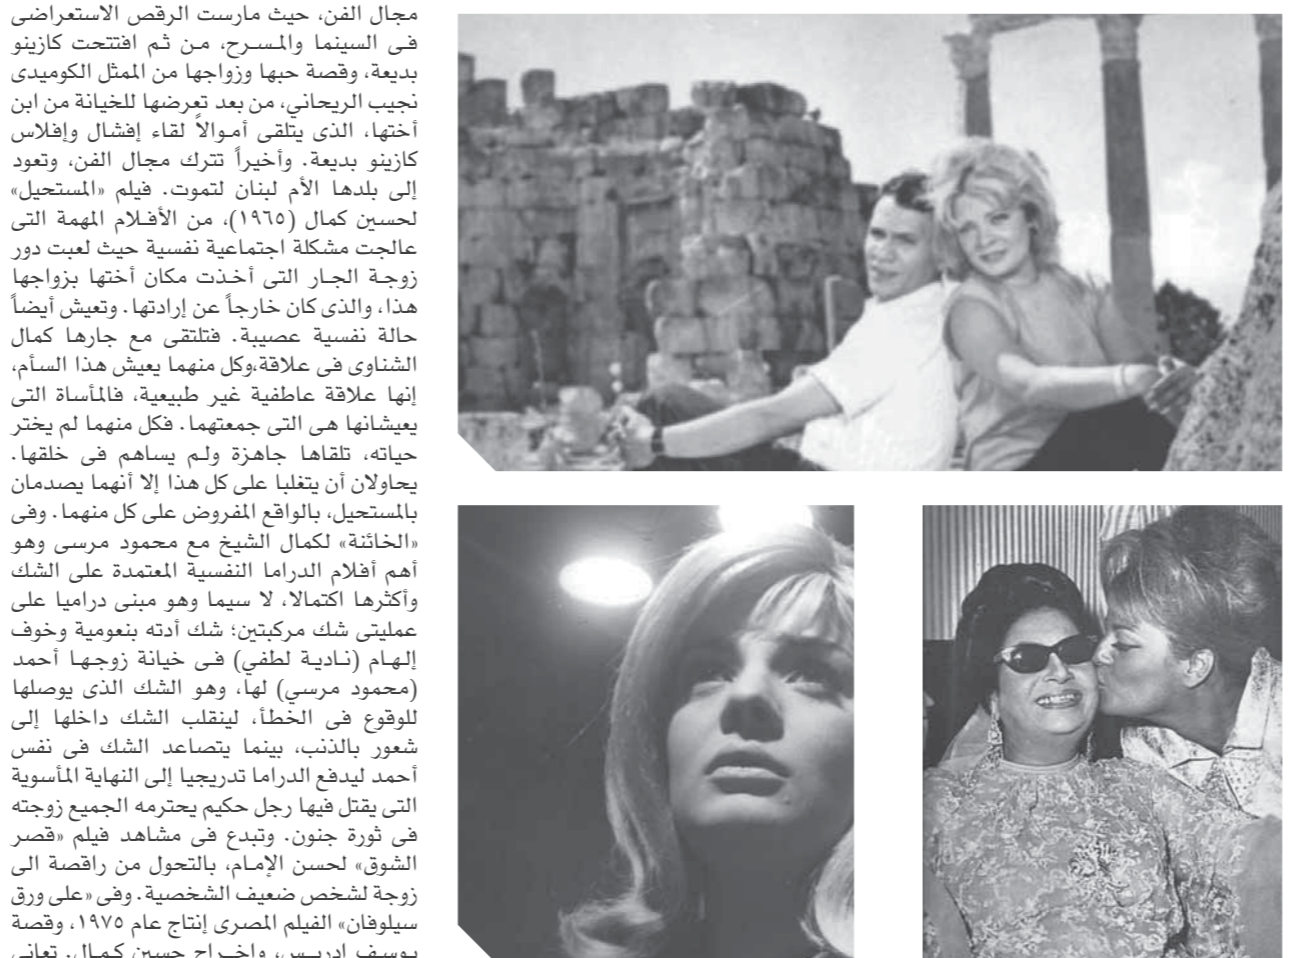 مجال الفن، حيث مارست الرقص الاستعراضى
فى السينما والمسرح، من ثم افتتحت كازينو
بديعة، وقصة حبها وزواجها من الممثل الكوميدى
نجيب الريحاني، من بعد تعرضها للخيانة من ابن
أختها، الذى يتلقى أموالاً لقاء إفشال وإفلاس
كازينو بديعة. وأخيراً تترك مجال الفن، وتعود
إلى بلدها الأم لبنان لتموت. فيلم «المستحيل»
لحسين كمال (١٩٦٥)، من الأفلام المهمة التى
عالجت مشكلة اجتماعية نفسية حيث لعبت دور
زوجة الجار التى أخذت مكان أختها بزواجها
هذا، والذى كان خارجاً عن إرادتها. وتعيش أيضاً
حالة نفسية عصيبة. فتلتقى مع جارها كمال
الشناوى فى علاقة،وكل منهما يعيش هذا السأم،
إنها علاقة عاطفية غير طبيعية، فالمأساة التى
يعيشانها هى التى جمعتهما. فكل منهما لم يختر
حياته، تلقاها جاهزة ولم يساهم فى خلقها.
يحاولان أن يتغلبا على كل هذا إلا أنهما يصدمان
بالمستحيل، بالواقع المفروض على كل منهما. وفى
«الخائنة» لكمال الشيخ مع محمود مرسى وهو
أهم أفلام الدراما النفسية المعتمدة على الشك
وأكثرها اكتمالا، لا سيما وهو مبنى دراميا على
عمليتى شك مركبتين؛ شك أدته بنعومية وخوف
إلهام (نادية لطفي) فى خيانة زوجها أحمد
(محمود مرسي) لها، وهو الشك الذى يوصلها
للوقوع فى الخطأ، لينقلب الشك داخلها إلى
شعور بالذنب، بينما يتصاعد الشك فى نفس
أحمد ليدفع الدراما تدريجيا إلى النهاية المأسوية
التى يقتل فيها رجل حكيم يحترمه الجميع زوجته
فى ثورة جنون. وتبدع فى مشاهد فيلم «قصر
الشوق» لحسن الإمام، بالتحول من راقصة الى
زوجة لشخص ضعيف الشخصية. وفى «على ورق
سيلوفان» الفيلم المصرى إنتاج عام ١٩٧٥، وقصة
يوسف إدريس، وإخراج حسين كمال. تعانى